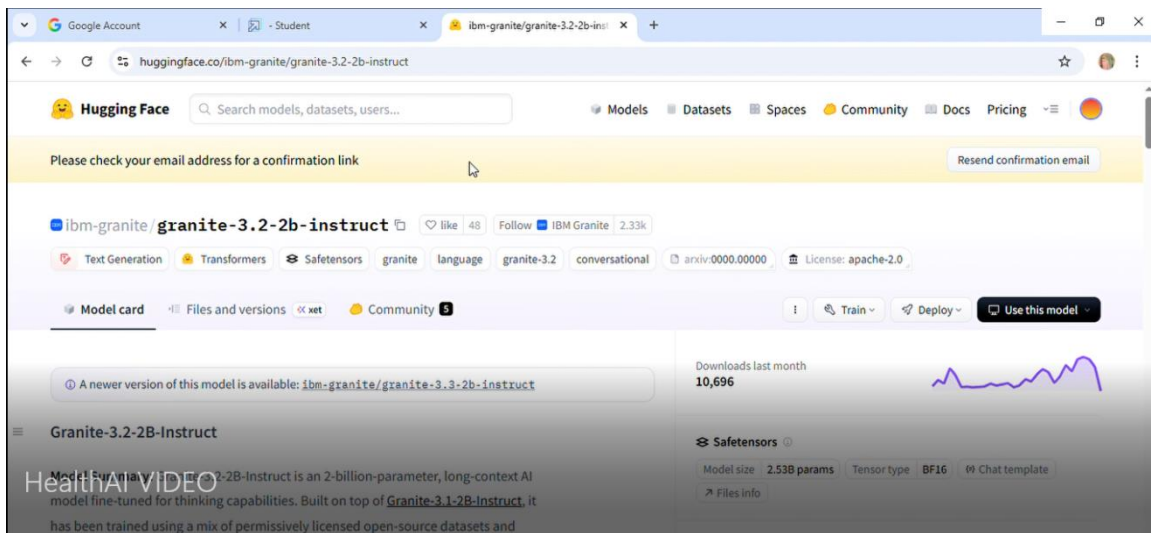 Google Account
- Student
ibm-granite/granite-3.2-2b-inst
huggingface.co/ibm-granite/granite-3.2-2b-instruct
Hugging Face
Search models, datasets, users...
Models Datasets Spaces Community Docs Pricing
Please check your email address for a confirmation link
Resend confirmation email
ibm-granite/granite-3.2-2b-instruct like 48 Follow IBM Granite 2.33k
Text Generation Transformers Safetensors granite language granite-3.2 conversational arxiv:0000.00000 License: apache-2.0
Model card Files and versions xet Community 5 Train Deploy Use this model
A newer version of this model is available: ibm-granite/granite-3.3-2b-instruct
Downloads last month
10,696
Granite-3.2-2B-Instruct
Model Summary: Granite-3.2-2B-Instruct is an 2-billion-parameter, long-context AI
model fine-tuned for thinking capabilities. Built on top of Granite-3.1-2B-Instruct, it
has been trained using a mix of permissively licensed open-source datasets and
HealthAI VIDEO
Safetensors
Model size 2.53B params Tensor type BF16 Chat template
Files info